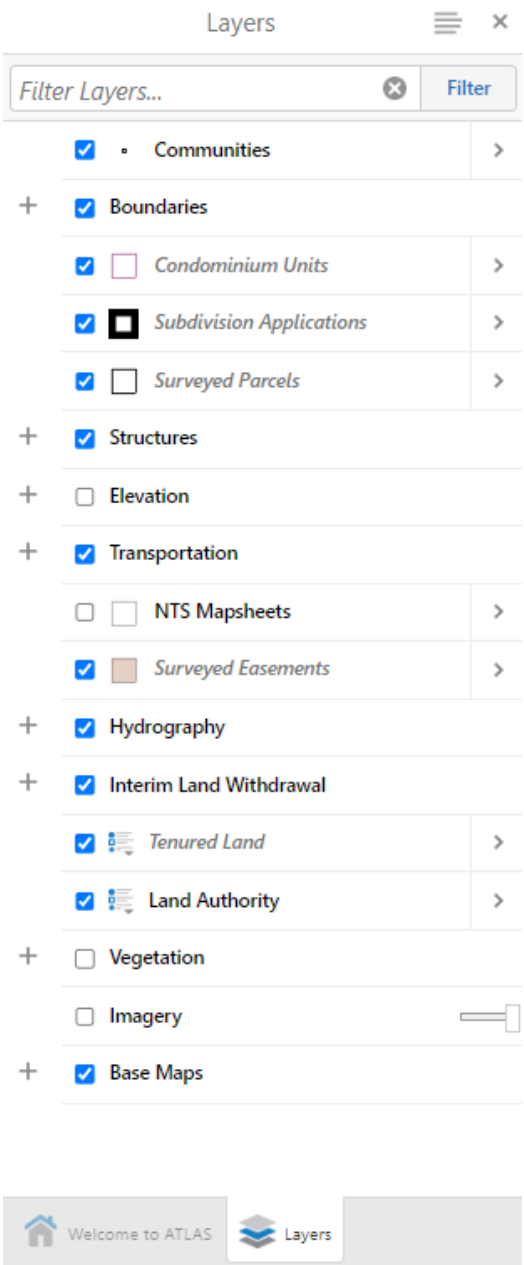 Layers
Filter Layers...
Filter
Communities
Boundaries
Condominium Units
Subdivision Applications
Surveyed Parcels
Structures
Elevation
Transportation
NTS Mapsheets
Surveyed Easements
Hydrography
Interim Land Withdrawal
Tenured Land
Land Authority
Vegetation
Imagery
Base Maps
Welcome to ATLAS
Layers